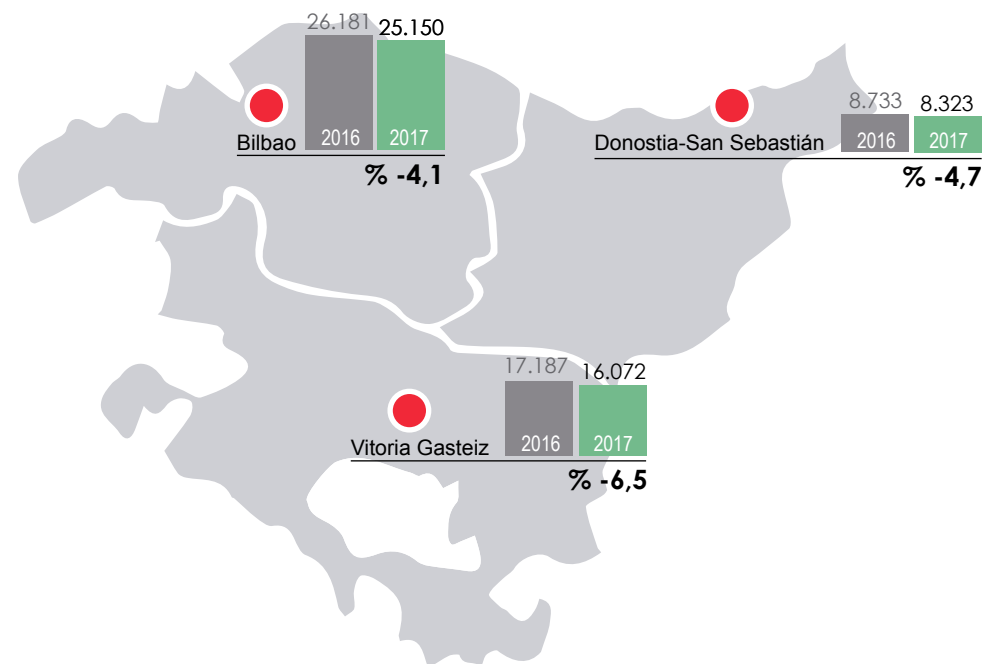 26.181 25.150
Bilbao 2016 2017
% -4,1
8.733 8.323
Donostia-San Sebastián 2016 2017
% -4,7
17.187 16.072
Vitoria Gasteiz 2016 2017
% -6,5